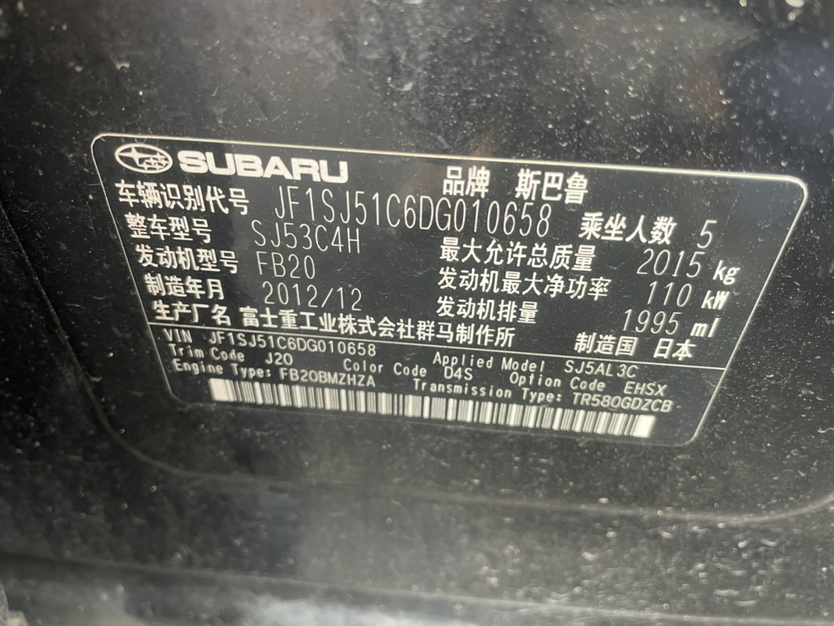 SUBARU 品牌 斯巴鲁
车辆识别代号 JF1SJ51C6DG010658 乘坐人数 5
整车型号 SJ53C4H 最大允许总质量 2015 kg
发动机型号 FB20 发动机最大净功率 110 kW
制造年月 2012/12 发动机排量 1995 ml
生产厂名 富士重工业株式会社群马制作所 制造国 日本
VIN JF1SJ51C6DG010658 Applied Model SJ5AL3C
Trim Code J20 Color Code D4S Option Code EHSX
Engine Type: FB20BMZHZA Transmission Type: TR580GDZCB